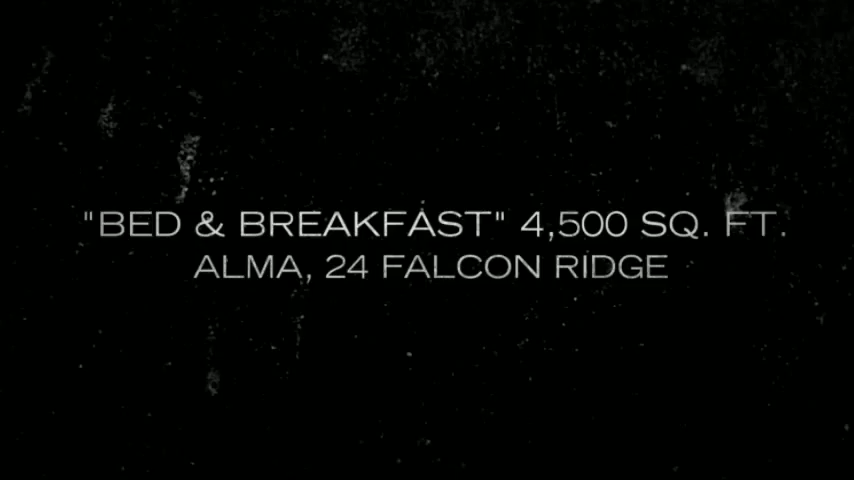 "BED & BREAKFAST" 4,500 SQ. FT.
ALMA, 24 FALCON RIDGE